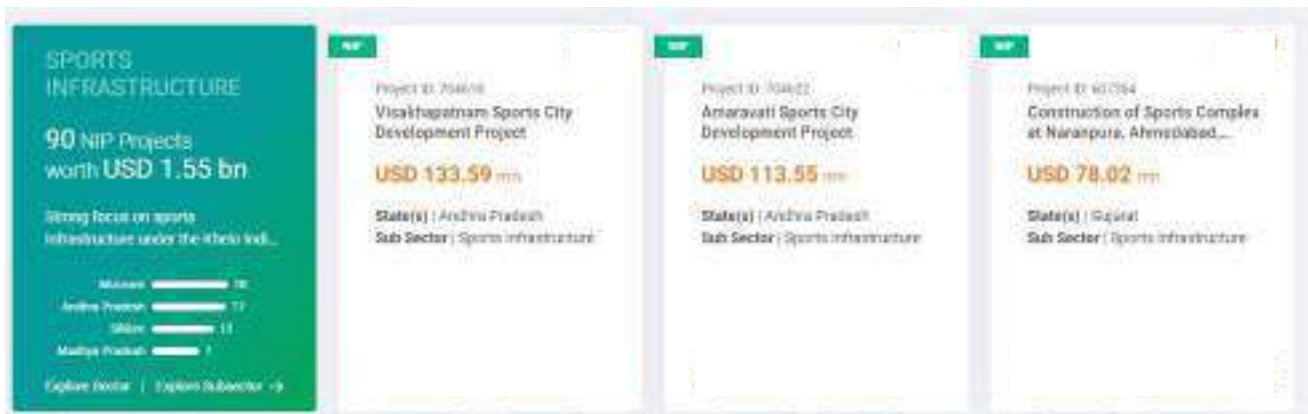 SPORTS
INFRASTRUCTURE
90 NIP Projects
worth USD 1.55 bn
Strong focus on sports
infrastructure under the Khelo Indi...
Mizoram
Andhra Pradesh
Sikkim
Madhya Pradesh
Explore Sector | Explore Subsector →
NIP
Project ID:
Visakhapatnam Sports City
Development Project
USD 133.59 mn
State(s) | Andhra Pradesh
Sub Sector | Sports Infrastructure
NIP
Project ID:
Amaravati Sports City
Development Project
USD 113.55 mn
State(s) | Andhra Pradesh
Sub Sector | Sports Infrastructure
NIP
Project ID:
Construction of Sports Complex
at Naranpura, Ahmedabad,...
USD 78.02 mn
State(s) | Gujarat
Sub Sector | Sports Infrastructure